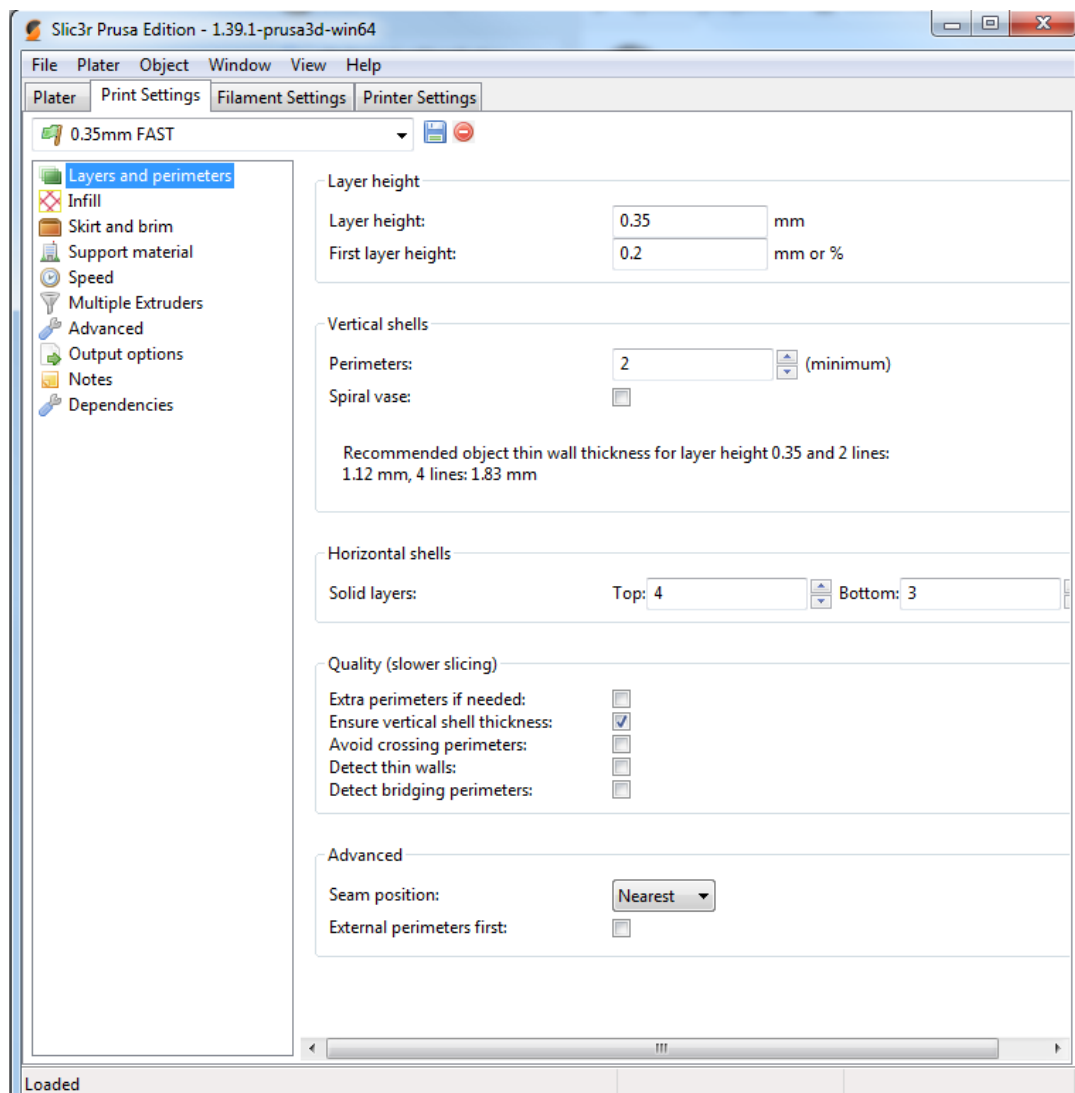 Slic3r Prusa Edition - 1.39.1-prusa3d-win64
File Plater Object Window View Help
Plater Print Settings Filament Settings Printer Settings
0.35mm FAST
Layers and perimeters
Infill
Skirt and brim
Support material
Speed
Multiple Extruders
Advanced
Output options
Notes
Dependencies
Layer height
Layer height: 0.35 mm
First layer height: 0.2 mm or %
Vertical shells
Perimeters: 2 (minimum)
Spiral vase:
Recommended object thin wall thickness for layer height 0.35 and 2 lines:
1.12 mm, 4 lines: 1.83 mm
Horizontal shells
Solid layers: Top: 4 Bottom: 3
Quality (slower slicing)
Extra perimeters if needed:
Ensure vertical shell thickness:
Avoid crossing perimeters:
Detect thin walls:
Detect bridging perimeters:
Advanced
Seam position: Nearest
External perimeters first:
Loaded